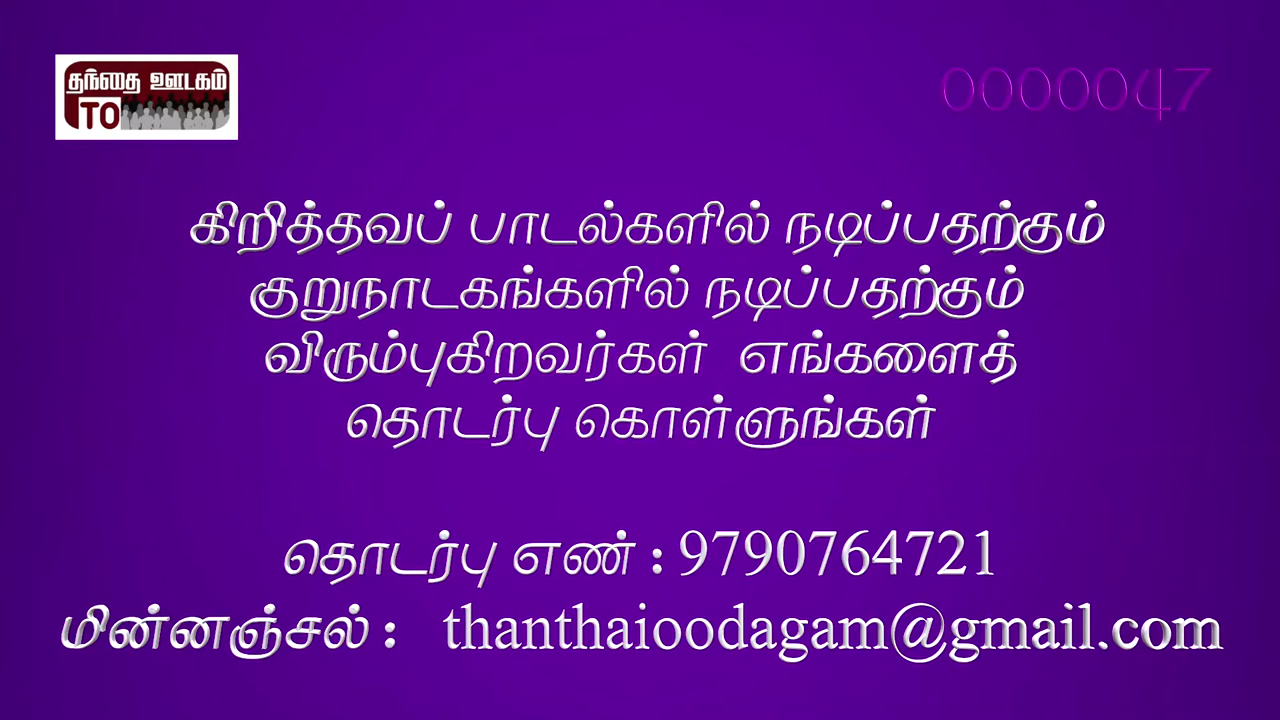 தந்தை ஊடகம்
TO
0000047
கிறித்தவப் பாடல்களில் நடிப்பதற்கும்
குறுநாடகங்களில் நடிப்பதற்கும்
விரும்புகிறவர்கள் எங்களைத்
தொடர்பு கொள்ளுங்கள்
தொடர்பு எண் : 9790764721
மின்னஞ்சல் : thanthaioodagam@gmail.com